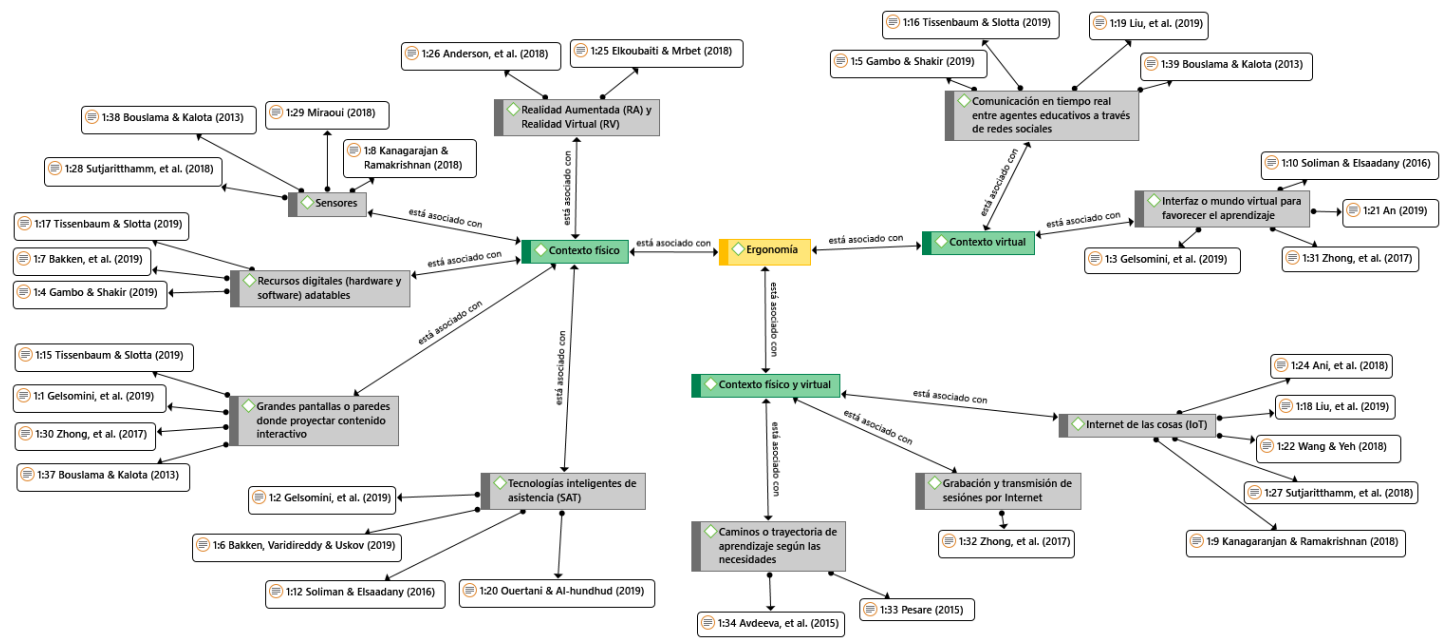 1:16 Tissenbaum & Slotta (2019)
1:19 Liu, et al. (2019)
1:5 Gambo & Shakir (2019)
1:39 Bouslama & Kalota (2013)
Comunicación en tiempo real
entre agentes educativos a través
de redes sociales
1:26 Anderson, et al. (2018)
1:25 Elkoubaiti & Mrbet (2018)
Realidad Aumentada (RA) y
Realidad Virtual (RV)
1:38 Bouslama & Kalota (2013)
1:29 Miraoui (2018)
1:8 Kanagarajan &
Ramakrishnan (2018)
1:28 Sutjaritthamm, et al. (2018)
Sensores
está asociado con
está asociado con
está asociado con
1:10 Soliman & Elsaadany (2016)
Interfaz o mundo virtual para
favorecer el aprendizaje
1:21 An (2019)
1:3 Gelsomini, et al. (2019)
1:31 Zhong, et al. (2017)
está asociado con
1:17 Tissenbaum & Slotta (2019)
1:7 Bakken, et al. (2019)
1:4 Gambo & Shakir (2019)
Recursos digitales (hardware y
software) adatables
está asociado con
Contexto físico
está asociado con
Ergonomía
está asociado con
Contexto virtual
está asociado con
está asociado con
está asociado con
1:15 Tissenbaum & Slotta (2019)
1:1 Gelsomini, et al. (2019)
1:30 Zhong, et al. (2017)
1:37 Bouslama & Kalota (2013)
Grandes pantallas o paredes
donde proyectar contenido
interactivo
Contexto físico y virtual
está asociado con
está asociado con
está asociado con
1:24 Ani, et al. (2018)
1:18 Liu, et al. (2019)
Internet de las cosas (IoT)
1:22 Wang & Yeh (2018)
1:27 Sutjaritthamm, et al. (2018)
1:9 Kanagaranjan & Ramakrishnan (2018)
Tecnologías inteligentes de
asistencia (SAT)
1:2 Gelsomini, et al. (2019)
1:6 Bakken, Varidireddy & Uskov (2019)
1:12 Soliman & Elsaadany (2016)
1:20 Ouertani & Al-hundhud (2019)
Grabación y transmisión de
sesiónes por Internet
1:32 Zhong, et al. (2017)
Caminos o trayectoria de
aprendizaje según las
necesidades
1:33 Pesare (2015)
1:34 Avdeeva, et al. (2015)